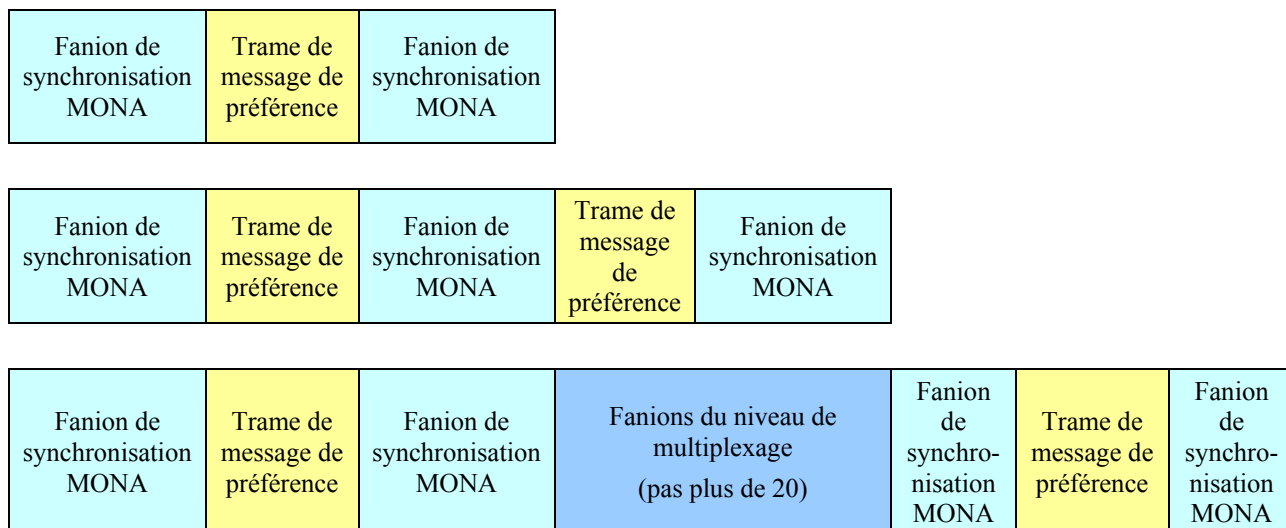 Fanion de
synchronisation
MONA
Trame de
message de
préférence
Fanion de
synchronisation
MONA
Fanion de
synchronisation
MONA
Trame de
message de
préférence
Fanion de
synchronisation
MONA
Trame de
message
de
préférence
Fanion de
synchronisation
MONA
Fanion de
synchronisation
MONA
Trame de
message de
préférence
Fanion de
synchronisation
MONA
Fanions du niveau de
multiplexage
(pas plus de 20)
Fanion
de
synchro-
nisation
MONA
Trame de
message de
préférence
Fanion
de
synchro-
nisation
MONA